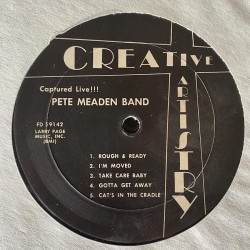 CREATIVE
ARTISTRY
Captured Live!!!
PETE MEADEN BAND
FD 59142
LARRY PAGE
MUSIC, INC.
(BMI)
1 ROUGH & READY
2 I'M MOVED
3 TAKE CARE BABY
4 GOTTA GET AWAY
5 CAT'S IN THE CRADLE